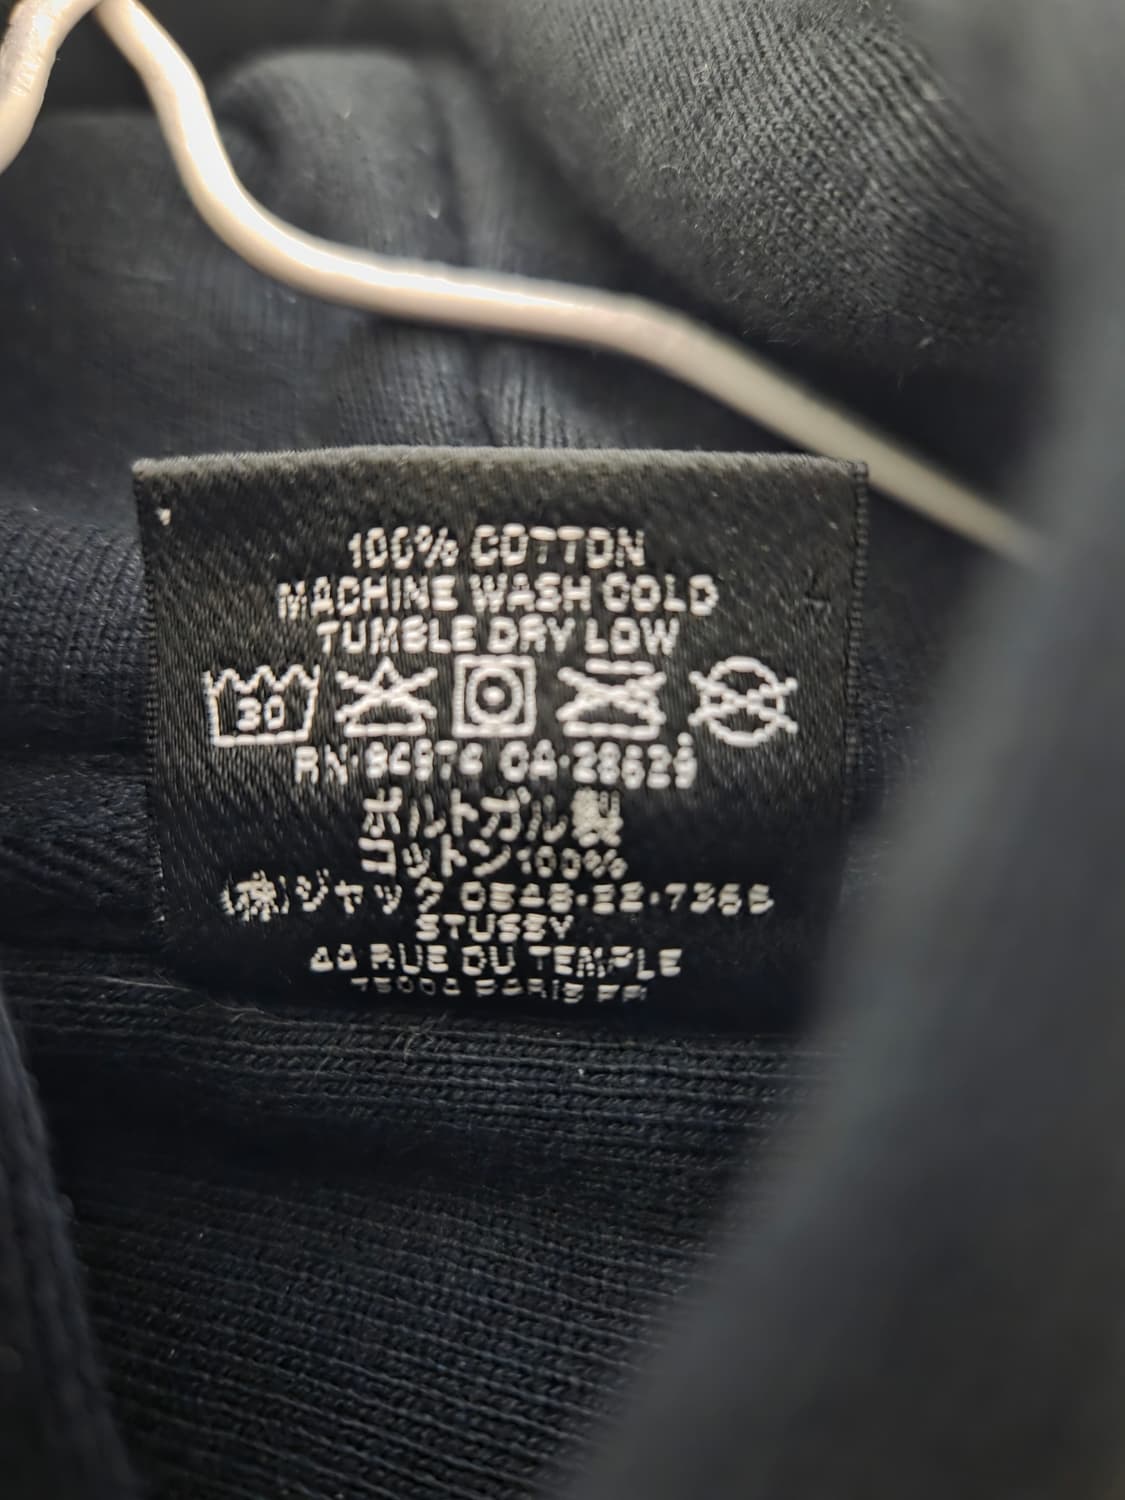 100% COTTON
MACHINE WASH COLD
TUMBLE DRY LOW
30
RN 94974 CA 28629
ポルトガル製
コットン100%
(株)ジャック 0548-22-7366
STUSSY
40 RUE DU TEMPLE
75004 PARIS FR